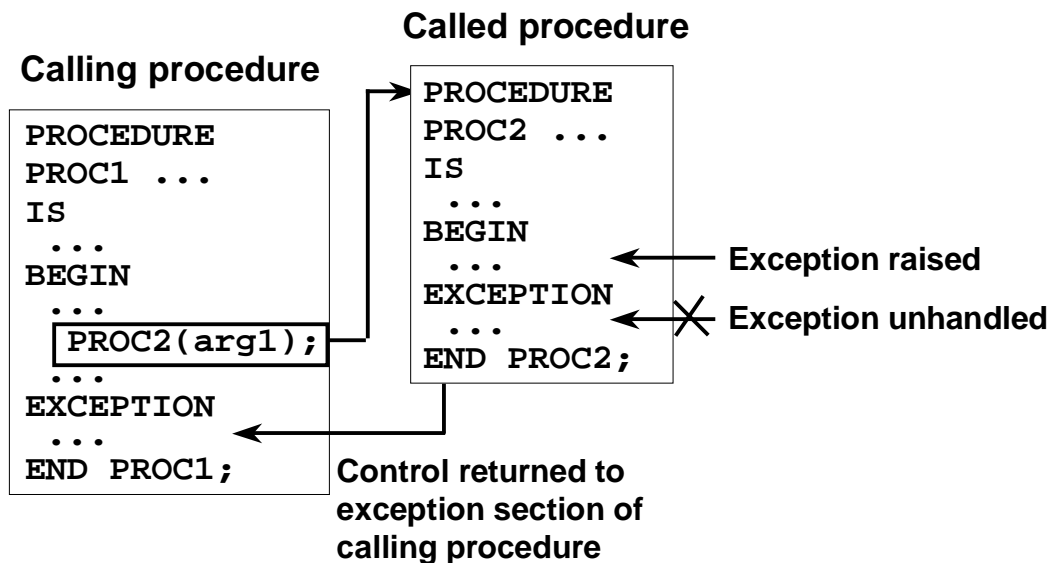 Calling procedure
PROCEDURE
PROC1 ...
IS
...
BEGIN
...
PROC2(arg1);
...
EXCEPTION
...
END PROC1;
Called procedure
PROCEDURE
PROC2 ...
IS
...
BEGIN
...
EXCEPTION
...
END PROC2;
Exception raised
Exception unhandled
Control returned to
exception section of
calling procedure